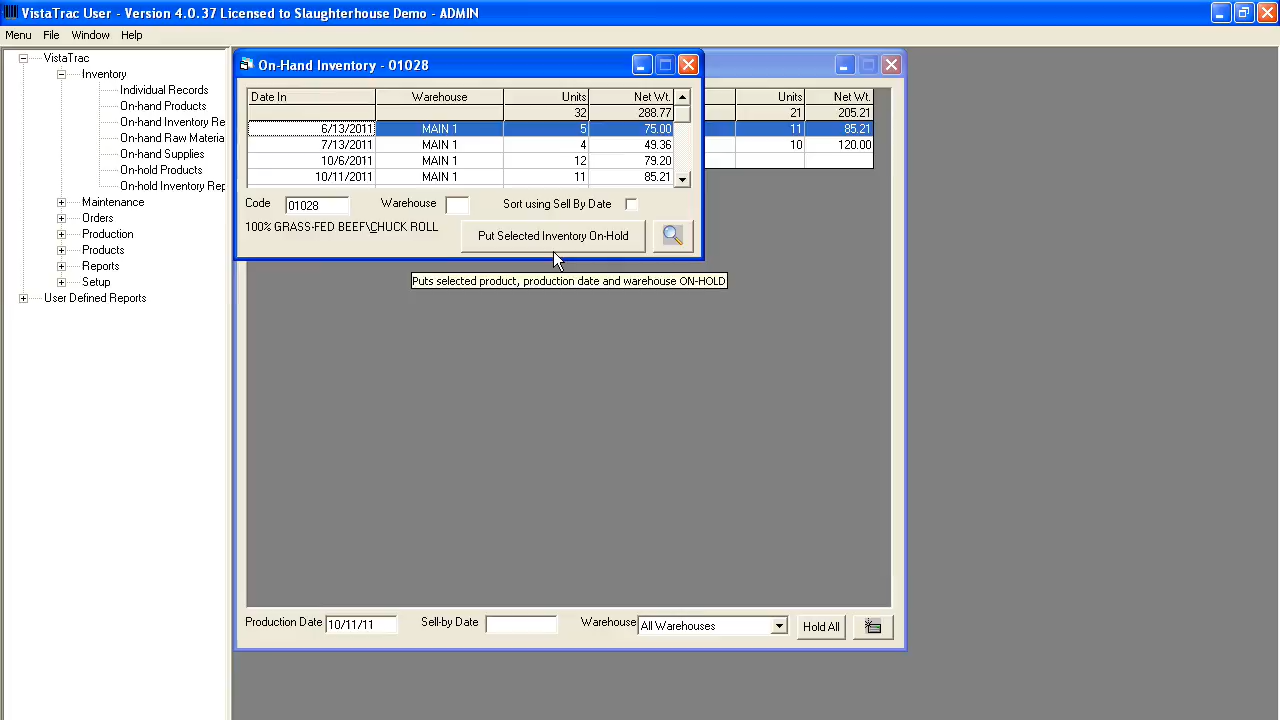 VistaTrac User - Version 4.0.37 Licensed to Slaughterhouse Demo - ADMIN
Menu File Window Help
VistaTrac
Inventory
Individual Records
On-hand Products
On-hand Inventory Re
On-hand Raw Materia
On-hand Supplies
On-hold Products
On-hold Inventory Rep
Maintenance
Orders
Production
Products
Reports
Setup
User Defined Reports
On-Hand Inventory - 01028
Date In Warehouse Units Net Wt.
32 288.77
6/13/2011 MAIN 1 5 75.00
7/13/2011 MAIN 1 4 49.36
10/6/2011 MAIN 1 12 79.20
10/11/2011 MAIN 1 11 85.21
Code 01028 Warehouse Sort using Sell By Date
100% GRASS-FED BEEF\CHUCK ROLL
Put Selected Inventory On-Hold
Puts selected product, production date and warehouse ON-HOLD
Units Net Wt.
21 205.21
11 85.21
10 120.00
Production Date 10/11/11 Sell-by Date Warehouse All Warehouses Hold All